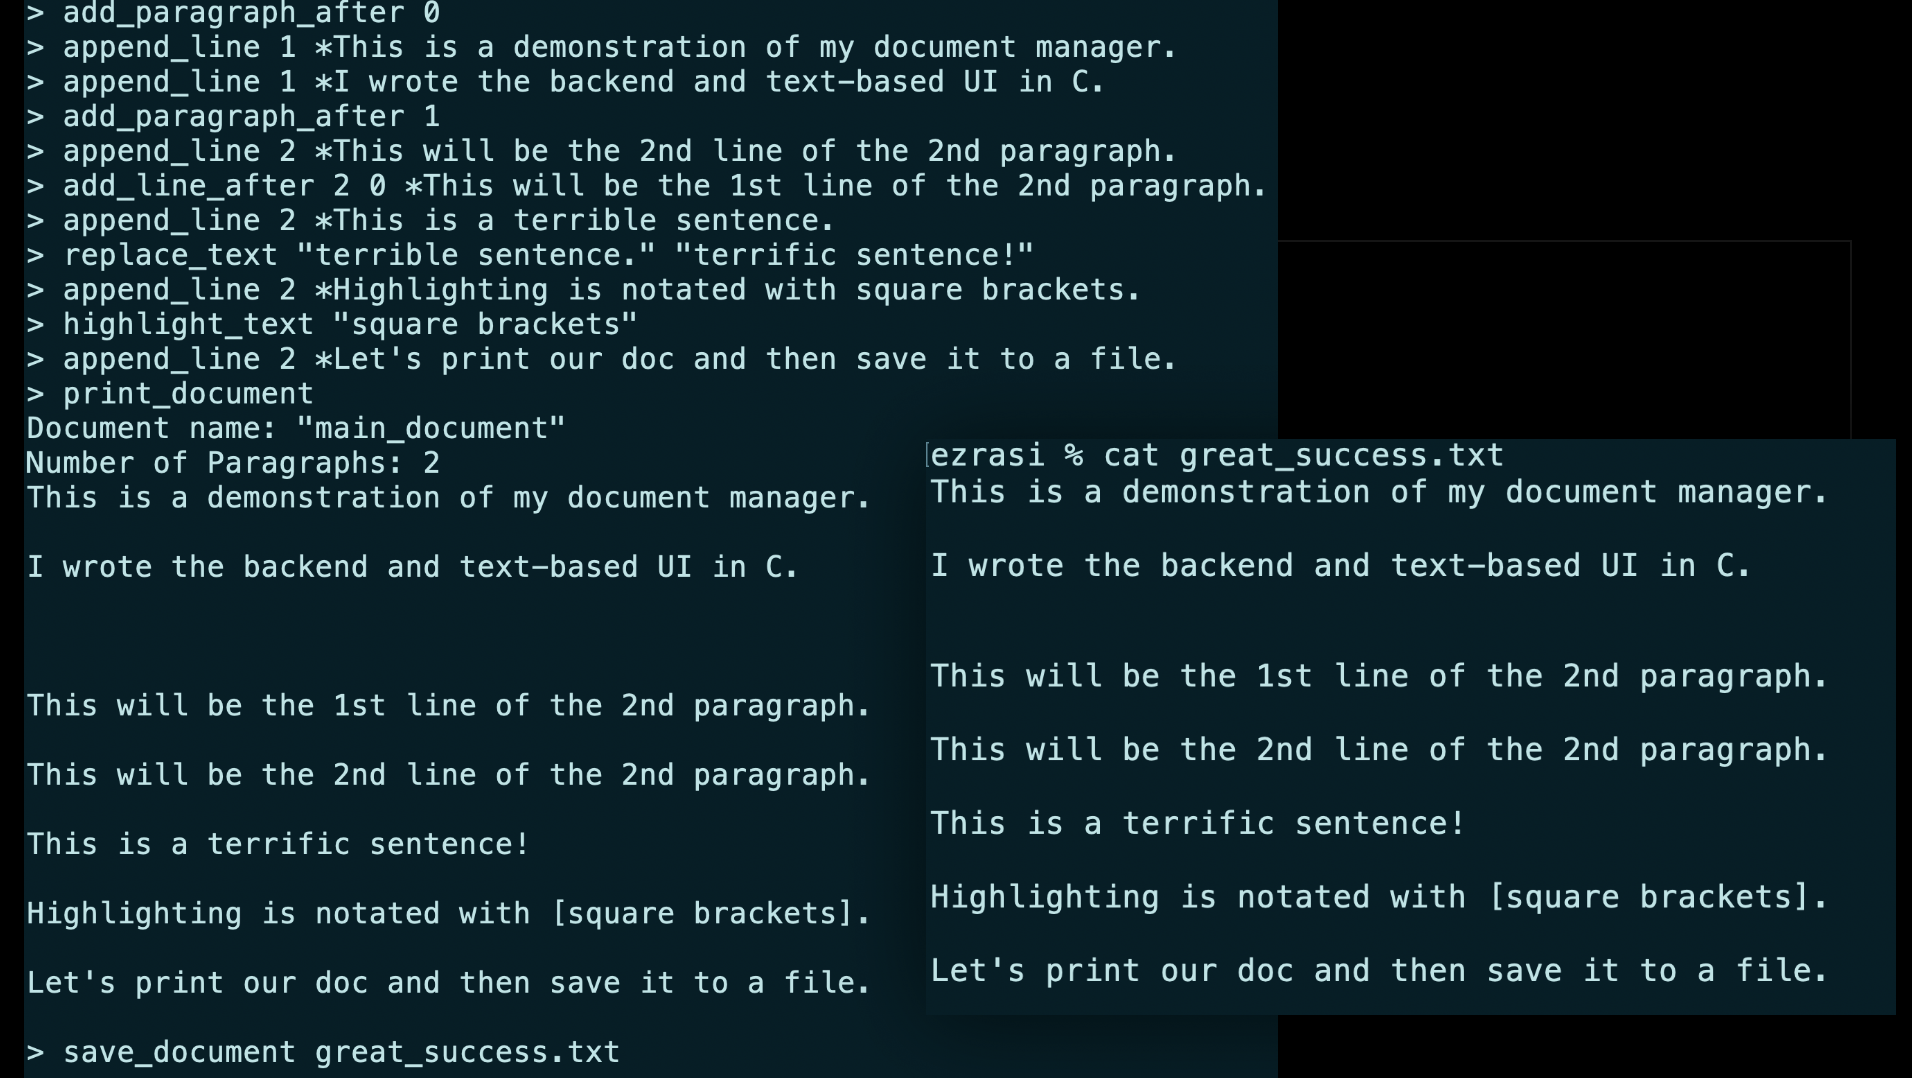 > add_paragraph_after 0
> append_line 1 *This is a demonstration of my document manager.
> append_line 1 *I wrote the backend and text-based UI in C.
> add_paragraph_after 1
> append_line 2 *This will be the 2nd line of the 2nd paragraph.
> add_line_after 2 0 *This will be the 1st line of the 2nd paragraph.
> append_line 2 *This is a terrible sentence.
> replace_text "terrible sentence." "terrific sentence!"
> append_line 2 *Highlighting is notated with square brackets.
> highlight_text "square brackets"
> append_line 2 *Let's print our doc and then save it to a file.
> print_document
Document name: "main_document"
Number of Paragraphs: 2
This is a demonstration of my document manager.
I wrote the backend and text-based UI in C.
This will be the 1st line of the 2nd paragraph.
This will be the 2nd line of the 2nd paragraph.
This is a terrific sentence!
Highlighting is notated with [square brackets].
Let's print our doc and then save it to a file.
> save_document great_success.txt
ezrasi % cat great_success.txt
This is a demonstration of my document manager.
I wrote the backend and text-based UI in C.
This will be the 1st line of the 2nd paragraph.
This will be the 2nd line of the 2nd paragraph.
This is a terrific sentence!
Highlighting is notated with [square brackets].
Let's print our doc and then save it to a file.